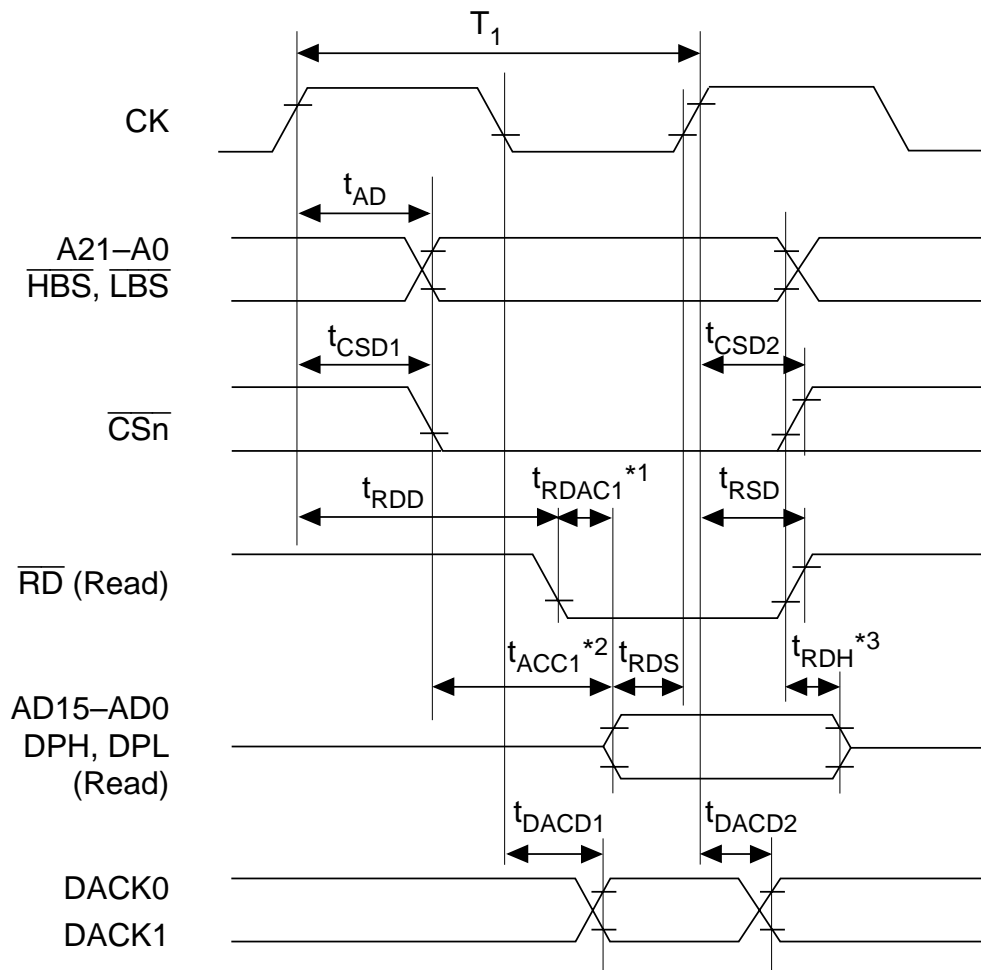 T1
CK
tAD
A21–A0
HBS, LBS
tCSD1
tCSD2
CSn
tRDD
tRDAC1*1
tRSD
RD (Read)
tACC1*2
tRDS
tRDH*3
AD15–AD0
DPH, DPL
(Read)
tDACD1
tDACD2
DACK0
DACK1